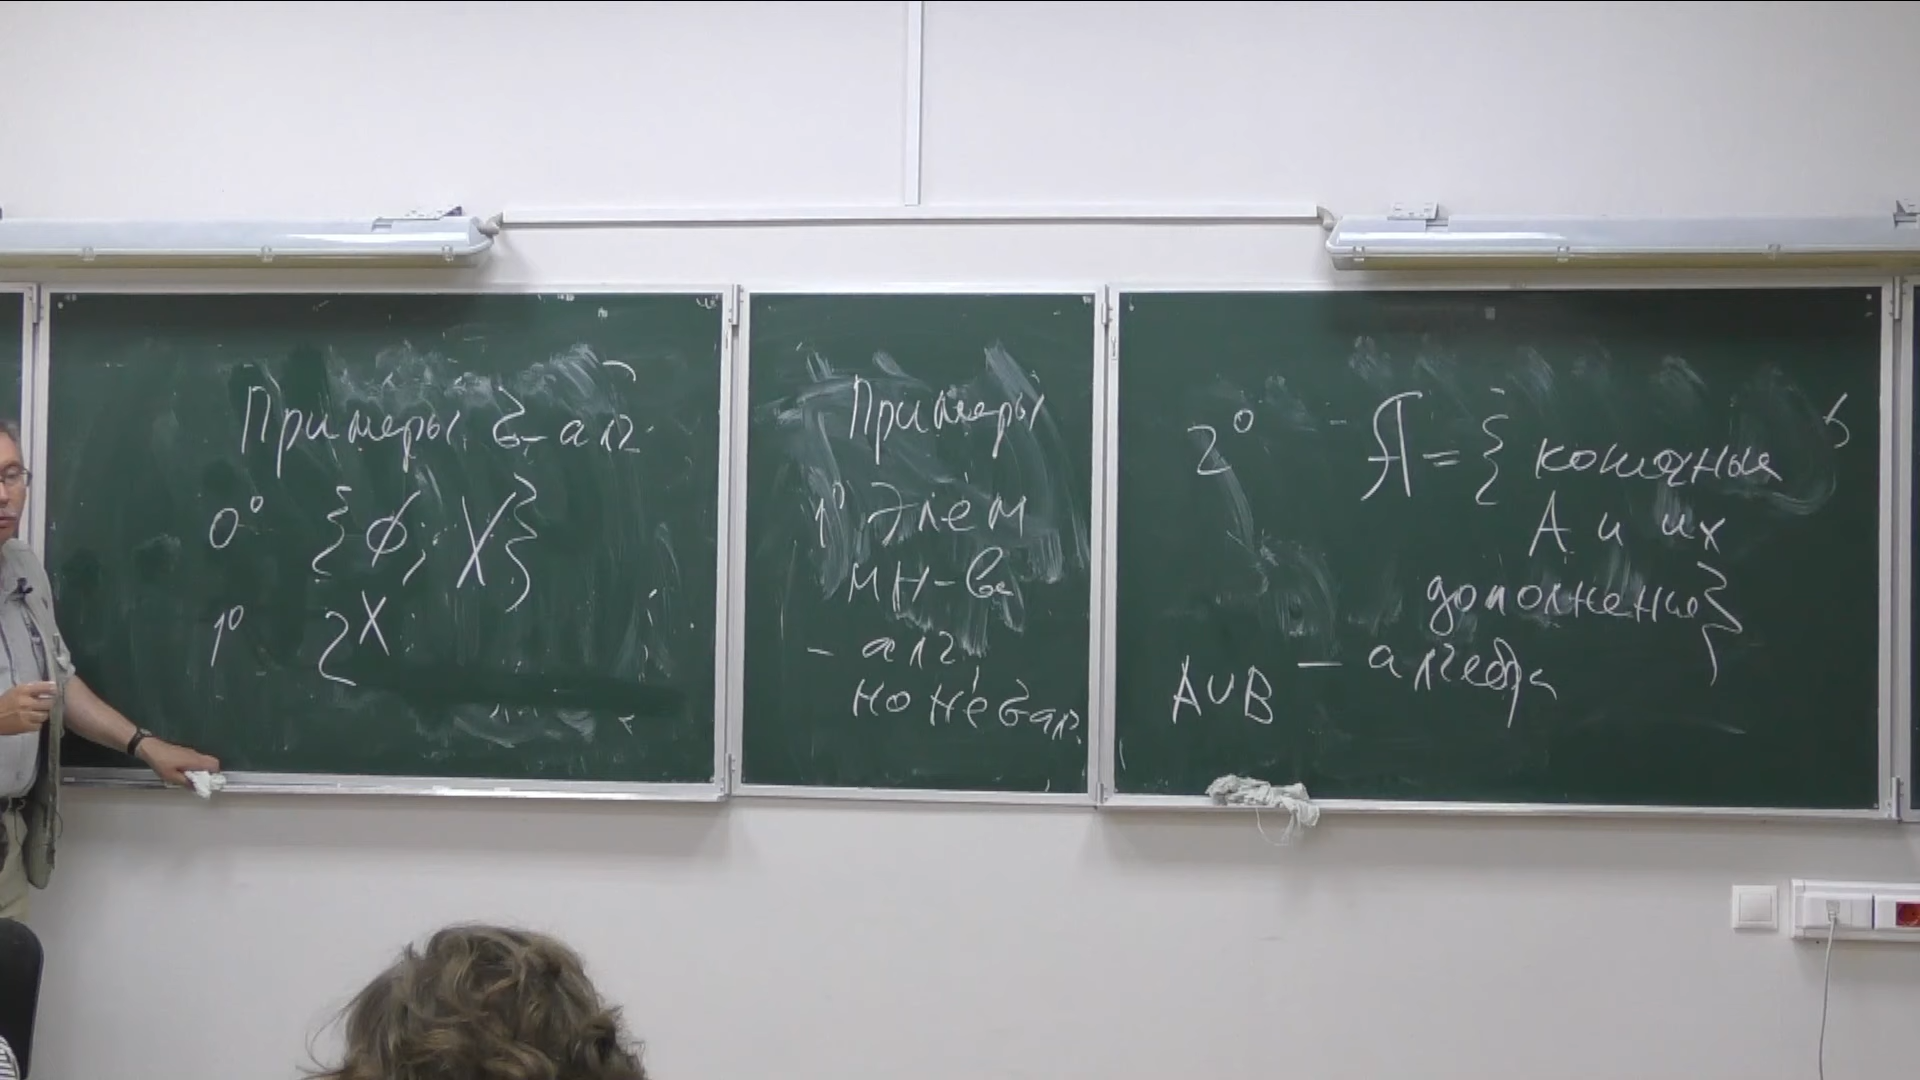 Примеры σ-алг.
0° {∅; X}
1° 2^X
Примеры
1° Элем
мн-ва
- алг,
но не σ алг.
2° 𝔄 = { конечные
A и их
дополнения }
— алгебра
A∪B